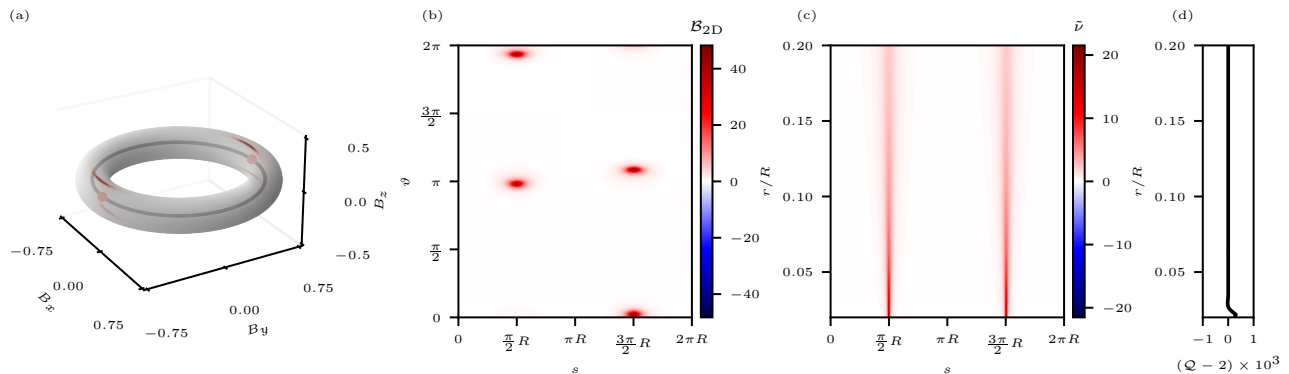 (a)
0.5
0.0
−0.5
B_z
−0.75
0.00
0.75
B_x
−0.75
0.00
0.75
B_y
(b)
ℬ_2D
2π
3π/2
π
π/2
0
ϑ
0
π/2 R
πR
3π/2 R
2πR
s
40
20
0
−20
−40
(c)
ν̃
0.20
0.15
0.10
0.05
r/R
0
π/2 R
πR
3π/2 R
2πR
s
20
10
0
−10
−20
(d)
0.20
0.15
0.10
0.05
r/R
−1 0 1
(𝒬 − 2) × 10³